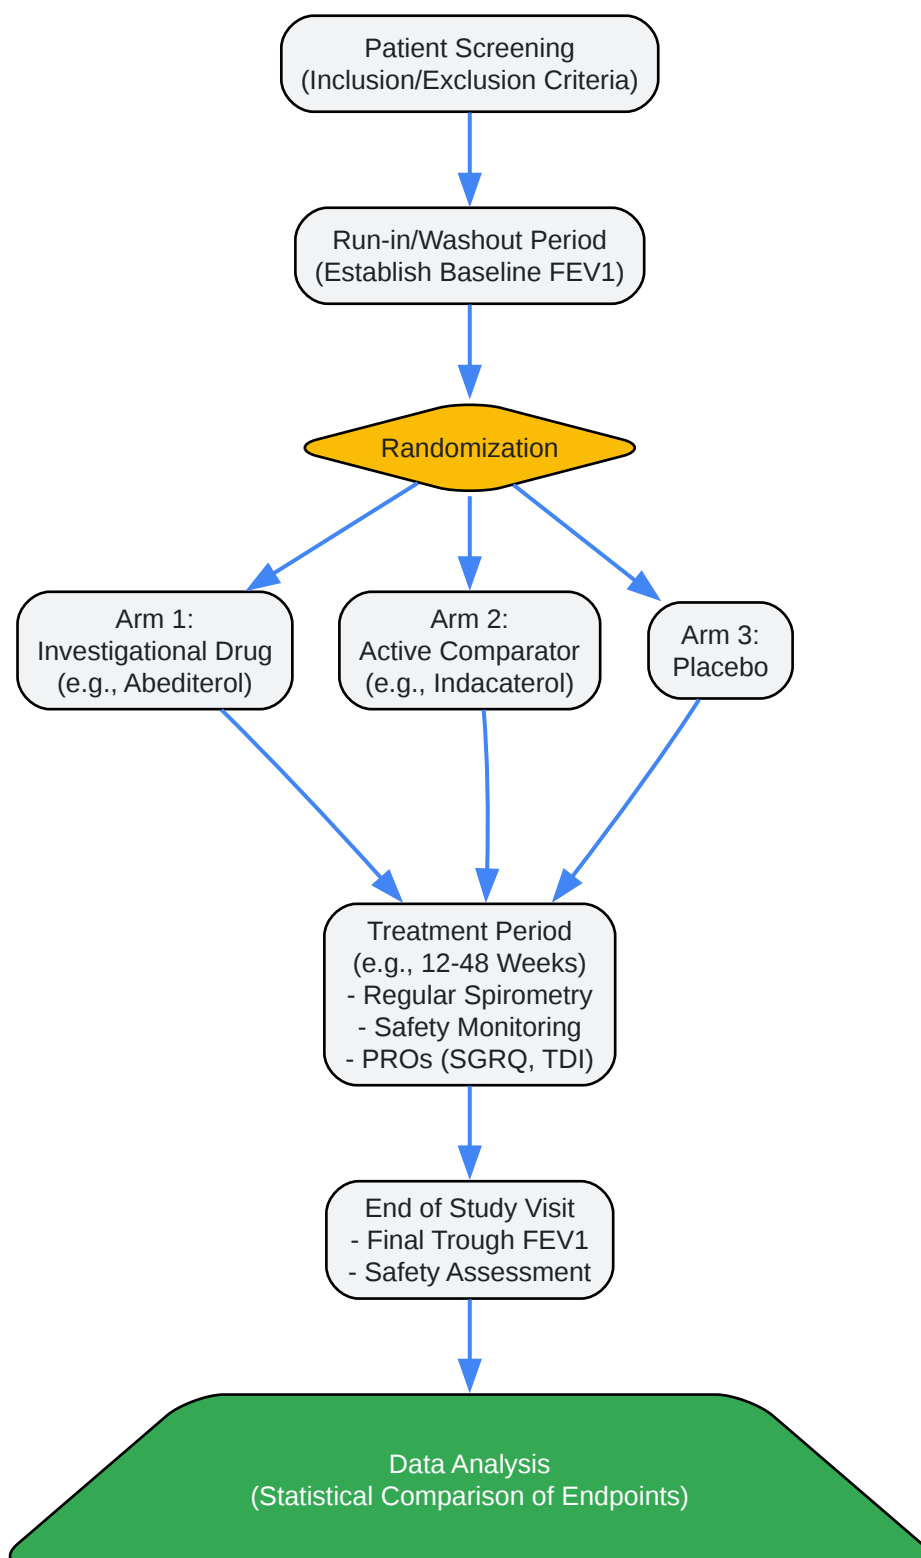 Patient Screening
(Inclusion/Exclusion Criteria)
Run-in/Washout Period
(Establish Baseline FEV1)
Randomization
Arm 1:
Investigational Drug
(e.g., Abediterol)
Arm 2:
Active Comparator
(e.g., Indacaterol)
Arm 3:
Placebo
Treatment Period
(e.g., 12-48 Weeks)
- Regular Spirometry
- Safety Monitoring
- PROs (SGRQ, TDI)
End of Study Visit
- Final Trough FEV1
- Safety Assessment
Data Analysis
(Statistical Comparison of Endpoints)